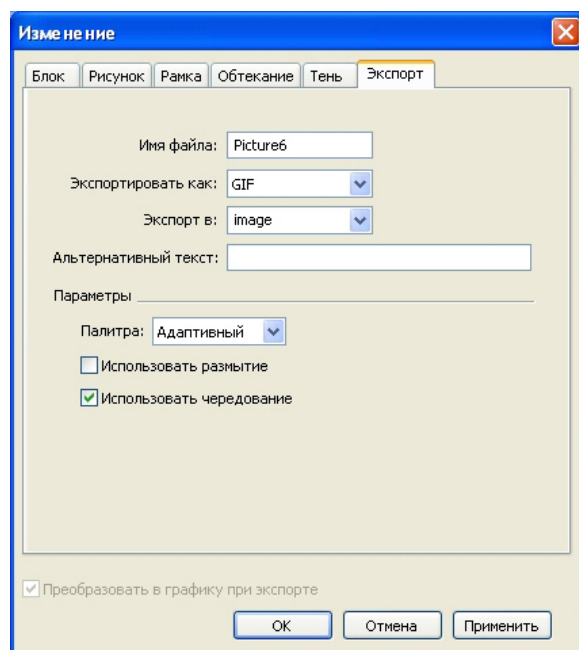 Изменение
Блок Рисунок Рамка Обтекание Тень Экспорт
Имя файла: Picture6
Экспортировать как: GIF
Экспорт в: image
Альтернативный текст:
Параметры
Палитра: Адаптивный
Использовать размытие
Использовать чередование
Преобразовать в графику при экспорте
OK Отмена Применить